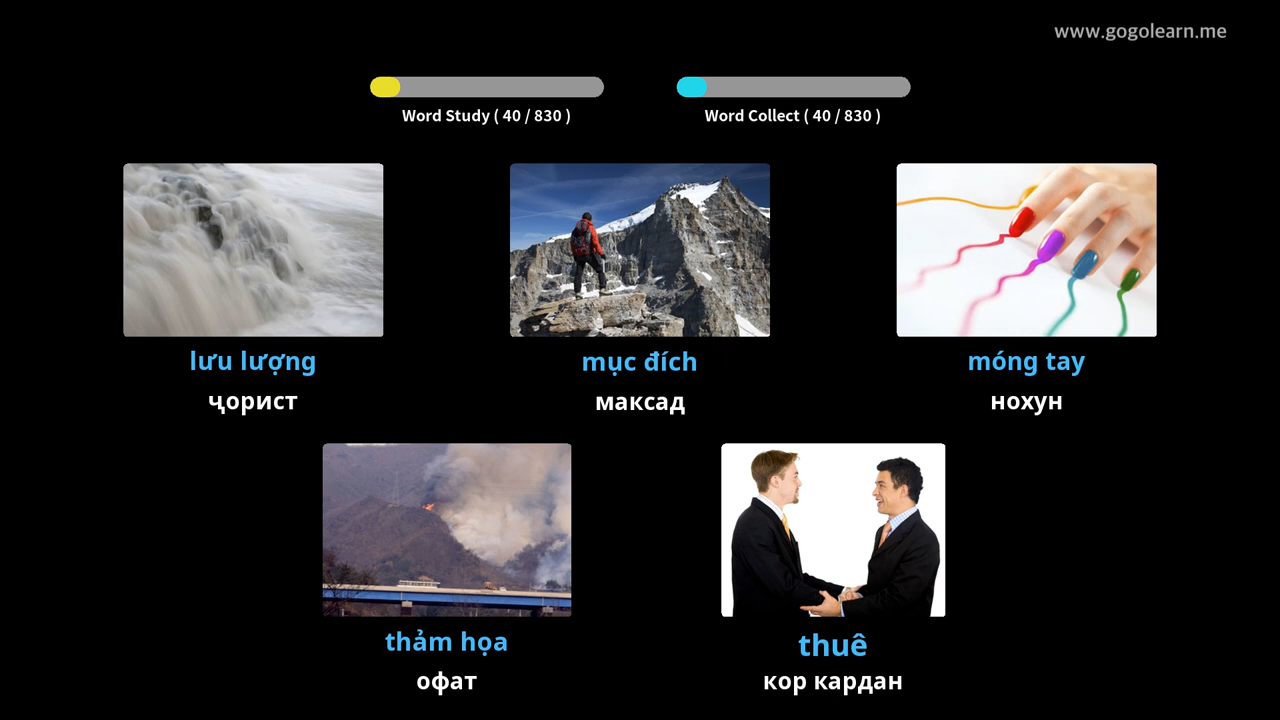 www.gogolearn.me
Word Study ( 40 / 830 )
Word Collect ( 40 / 830 )
lưu lượng
ҷорист
mục đích
максад
móng tay
нохун
thảm họa
офат
thuê
кор кардан